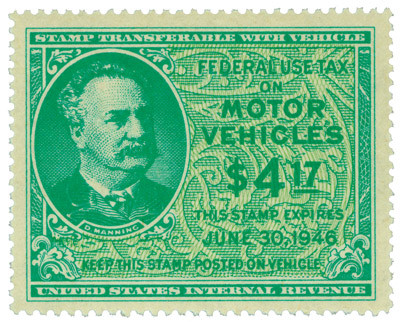 STAMP TRANSFERABLE WITH VEHICLE
FEDERAL USE TAX
ON
MOTOR
VEHICLES
$4.17
THIS STAMP EXPIRES
D MANNING
JUNE 30, 1946
KEEP THIS STAMP POSTED ON VEHICLE
UNITED STATES INTERNAL REVENUE